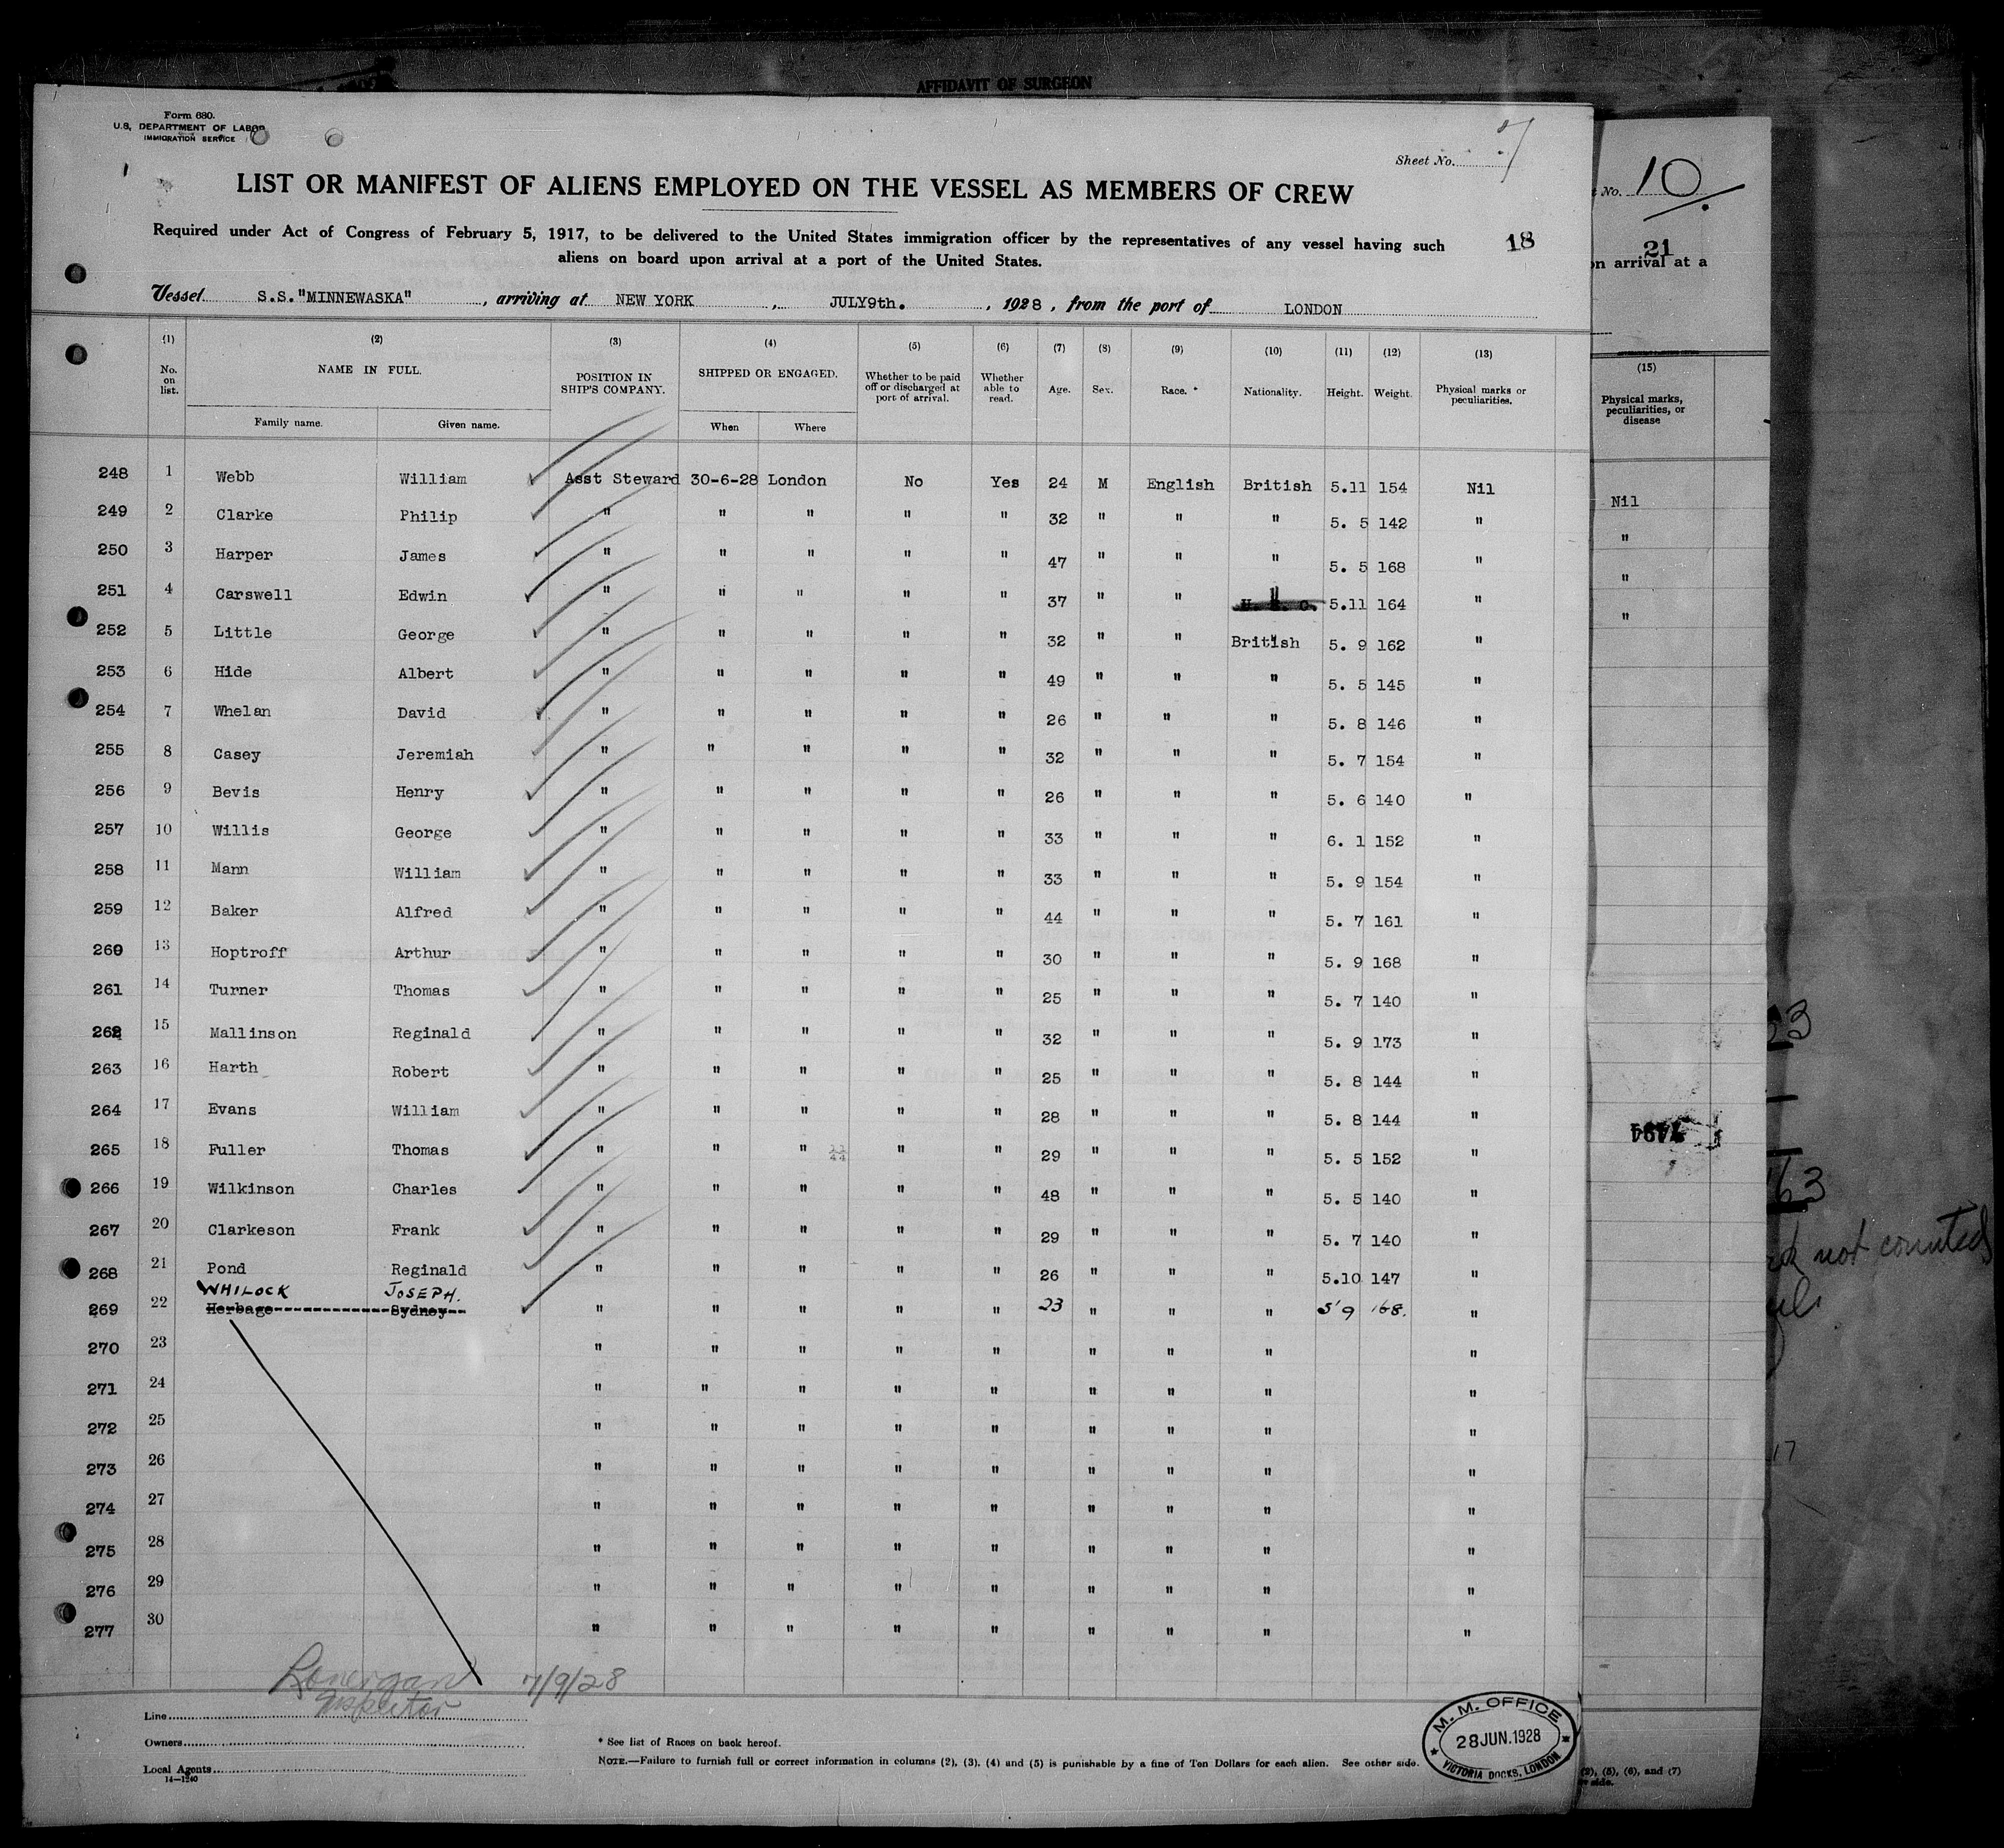 AFFIDAVIT OF SURGEON
Form 680.
U.S. DEPARTMENT OF LABOR
IMMIGRATION SERVICE
Sheet No.
LIST OR MANIFEST OF ALIENS EMPLOYED ON THE VESSEL AS MEMBERS OF CREW
Required under Act of Congress of February 5, 1917, to be delivered to the United States immigration officer by the representatives of any vessel having such
aliens on board upon arrival at a port of the United States.
18
Vessel S.S. "MINNEWASKA" , arriving at NEW YORK , JULY9th. , 1928 , from the port of LONDON
(1) (2) (3) (4) (5) (6) (7) (8) (9) (10) (11) (12) (13)
No. on list. NAME IN FULL. POSITION IN SHIP'S COMPANY. SHIPPED OR ENGAGED. Whether to be paid off or discharged at port of arrival. Whether able to read. Age. Sex. Race. * Nationality. Height. Weight. Physical marks or peculiarities.
Family name. Given name. When Where
248 1 Webb William Asst Steward 30-6-28 London No Yes 24 M English British 5.11 154 Nil
249 2 Clarke Philip " " " " " 32 " " " 5. 5 142 "
250 3 Harper James " " " " " 47 " " " 5. 5 168 "
251 4 Carswell Edwin " " " " " 37 " " " 5.11 164 "
252 5 Little George " " " " " 32 " " British 5. 9 162 "
253 6 Hide Albert " " " " " 49 " " " 5. 5 145 "
254 7 Whelan David " " " " " 26 " " " 5. 8 146 "
255 8 Casey Jeremiah " " " " " 32 " " " 5. 7 154 "
256 9 Bevis Henry " " " " " 26 " " " 5. 6 140 "
257 10 Willis George " " " " " 33 " " " 6. 1 152 "
258 11 Mann William " " " " " 33 " " " 5. 9 154 "
259 12 Baker Alfred " " " " " 44 " " " 5. 7 161 "
260 13 Hoptroff Arthur " " " " " 30 " " " 5. 9 168 "
261 14 Turner Thomas " " " " " 25 " " " 5. 7 140 "
262 15 Mallinson Reginald " " " " " 32 " " " 5. 9 173 "
263 16 Harth Robert " " " " " 25 " " " 5. 8 144 "
264 17 Evans William " " " " " 28 " " " 5. 8 144 "
265 18 Fuller Thomas " " " " " 29 " " " 5. 5 152 "
266 19 Wilkinson Charles " " " " " 48 " " " 5. 5 140 "
267 20 Clarkeson Frank " " " " " 29 " " " 5. 7 140 "
268 21 Pond Reginald " " " " " 26 " " " 5.10 147 "
WHILOCK JOSEPH.
269 22 Herbage Sydney " " " " " 23 " " " 5'9 168. "
270 23 " " " " " " " " "
271 24 " " " " " " " " "
272 25 " " " " " " " " "
273 26 " " " " " " " " "
274 27 " " " " " " " " "
275 28 " " " " " " " " "
276 29 " " " " " " " " "
277 30 " " " " " " " " "
Lonergan 7/9/28
Inspector
Line
Owners
Local Agents
14—1240
* See list of Races on back hereof.
NOTE.—Failure to furnish full or correct information in columns (2), (3), (4) and (5) is punishable by a fine of Ten Dollars for each alien. See other side.
M. M. OFFICE
28 JUN. 1928
VICTORIA DOCKS, LONDON
No. 10
21
on arrival at a
(15)
Physical marks,
peculiarities, or
disease
Nil
"
"
"
63
not counted
17
(2), (5), (6), and (7)
side.